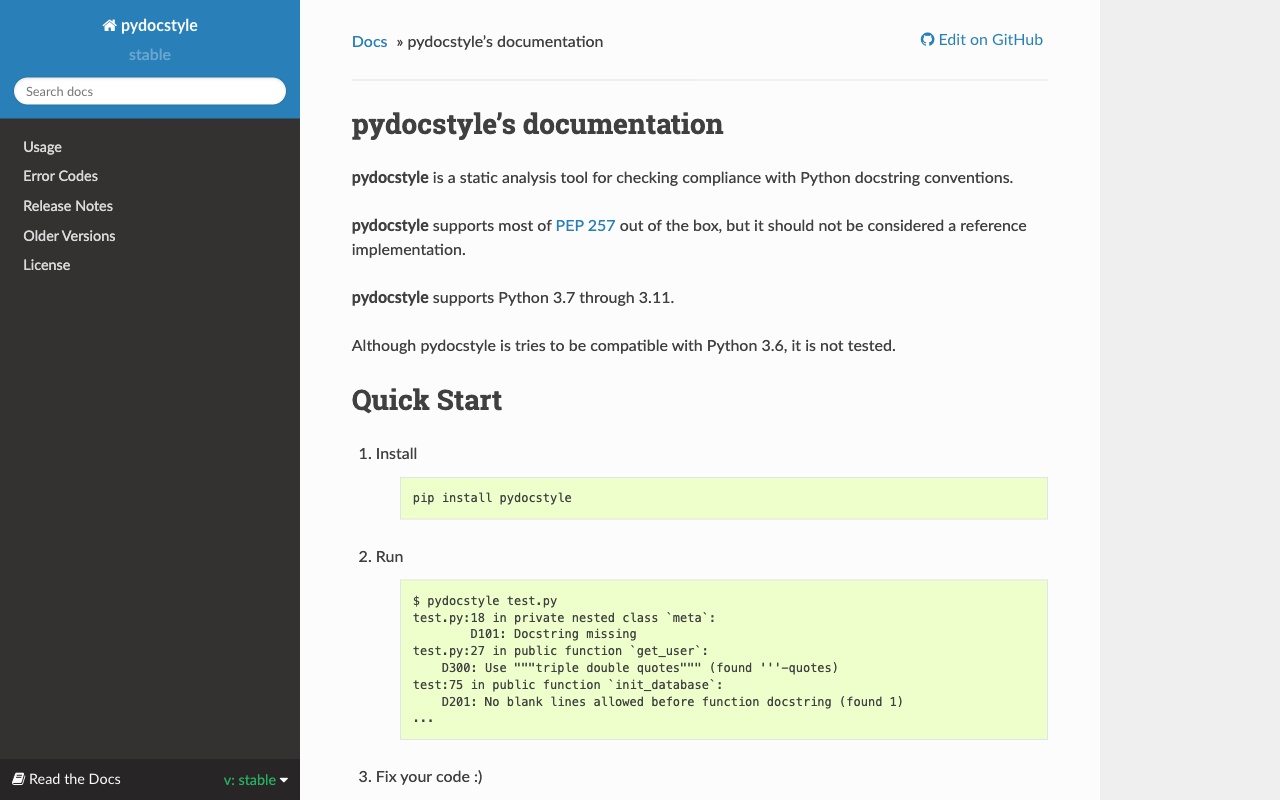 pydocstyle
stable
Search docs
Usage
Error Codes
Release Notes
Older Versions
License
Read the Docs
v: stable
Docs » pydocstyle’s documentation
Edit on GitHub
pydocstyle’s documentation
pydocstyle is a static analysis tool for checking compliance with Python docstring conventions.
pydocstyle supports most of PEP 257 out of the box, but it should not be considered a reference
implementation.
pydocstyle supports Python 3.7 through 3.11.
Although pydocstyle is tries to be compatible with Python 3.6, it is not tested.
Quick Start
1. Install
pip install pydocstyle
2. Run
$ pydocstyle test.py
test.py:18 in private nested class `meta`:
        D101: Docstring missing
test.py:27 in public function `get_user`:
    D300: Use """triple double quotes""" (found '''-quotes)
test:75 in public function `init_database`:
    D201: No blank lines allowed before function docstring (found 1)
...
3. Fix your code :)